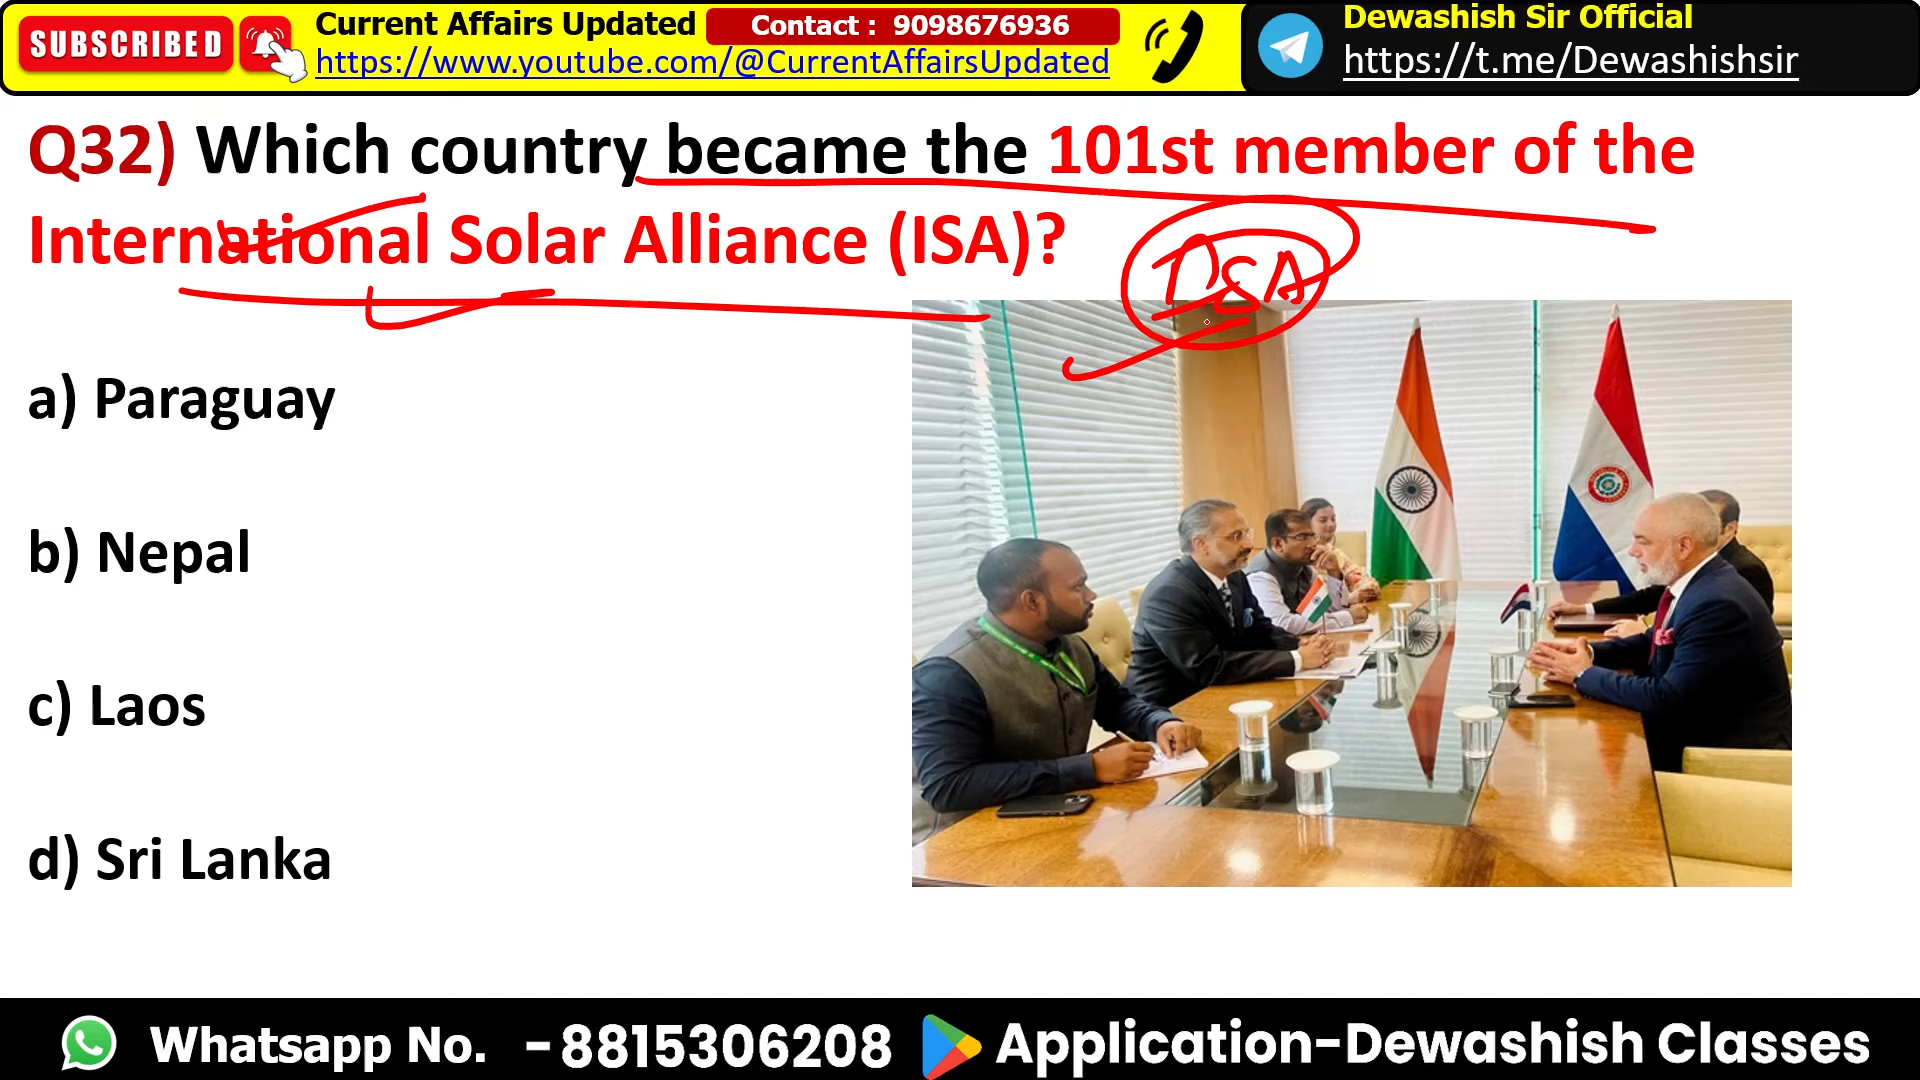 SUBSCRIBED
Current Affairs Updated
Contact : 9098676936
https://www.youtube.com/@CurrentAffairsUpdated
Dewashish Sir Official
https://t.me/Dewashishsir
Q32) Which country became the 101st member of the
International Solar Alliance (ISA)?
ISA
a) Paraguay
b) Nepal
c) Laos
d) Sri Lanka
Whatsapp No. -8815306208
Application-Dewashish Classes